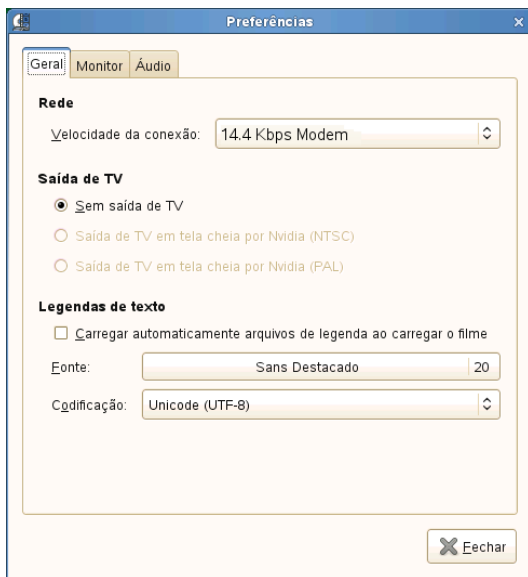 Preferências
Geral Monitor Áudio
Rede
Velocidade da conexão: 14.4 Kbps Modem
Saída de TV
Sem saída de TV
Saída de TV em tela cheia por Nvidia (NTSC)
Saída de TV em tela cheia por Nvidia (PAL)
Legendas de texto
Carregar automaticamente arquivos de legenda ao carregar o filme
Fonte: Sans Destacado 20
Codificação: Unicode (UTF-8)
Fechar